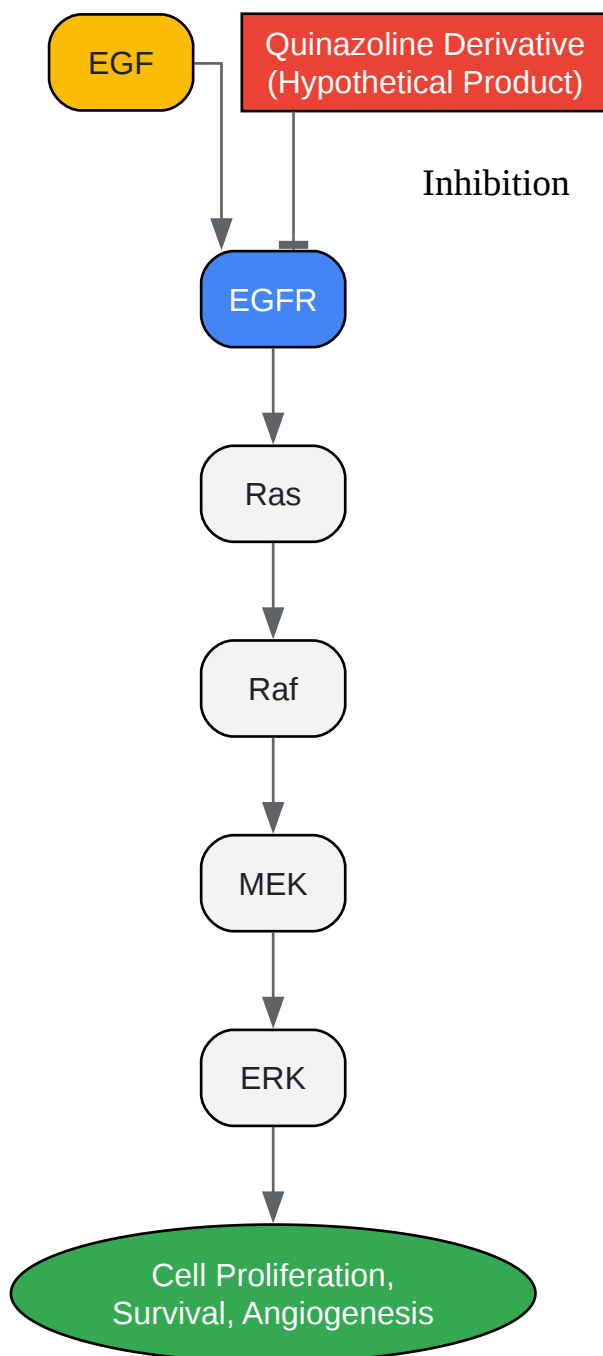 EGF
Quinazoline Derivative
(Hypothetical Product)
Inhibition
EGFR
Ras
Raf
MEK
ERK
Cell Proliferation,
Survival, Angiogenesis